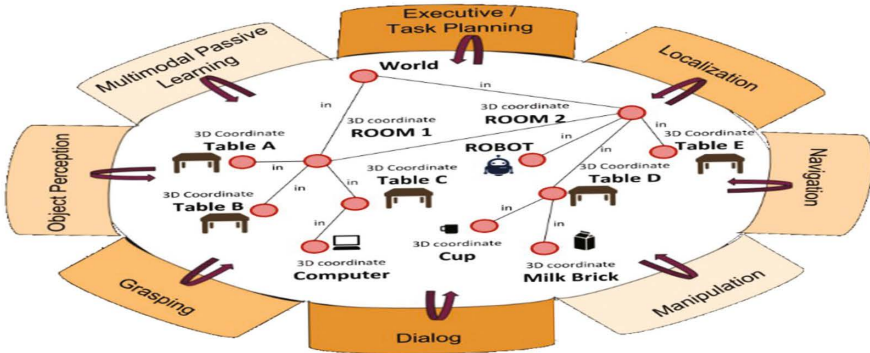 Executive /
Task Planning
Multimodal Passive
Learning
Localization
World
in
in
3D Coordinate
ROOM 1
3D Coordinate
ROOM 2
3D Coordinate
Table A
in
ROBOT
in
in
3D Coordinate
Table E
Object Perception
Navigation
in
in
in
3D Coordinate
Table C
3D Coordinate
Table D
3D Coordinate
Table B
in
in
in
3D coordinate
Computer
3D coordinate
Cup
3D coordinate
Milk Brick
Grasping
Manipulation
Dialog